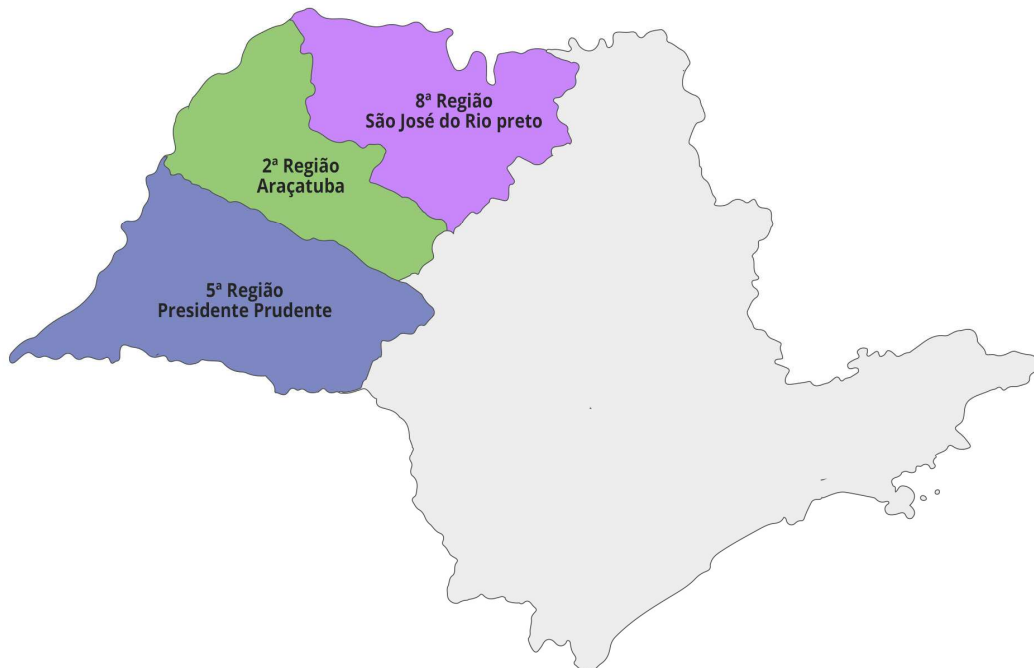 8ª Região
São José do Rio preto
2ª Região
Araçatuba
5ª Região
Presidente Prudente